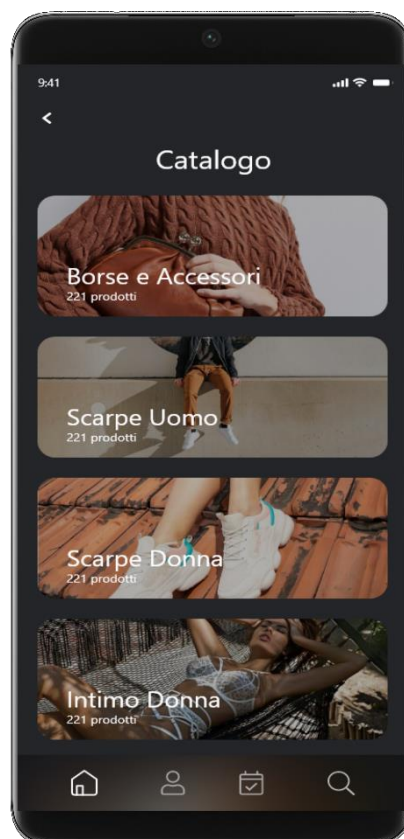 9:41
Catalogo
Borse e Accessori
221 prodotti
Scarpe Uomo
221 prodotti
Scarpe Donna
221 prodotti
Intimo Donna
221 prodotti